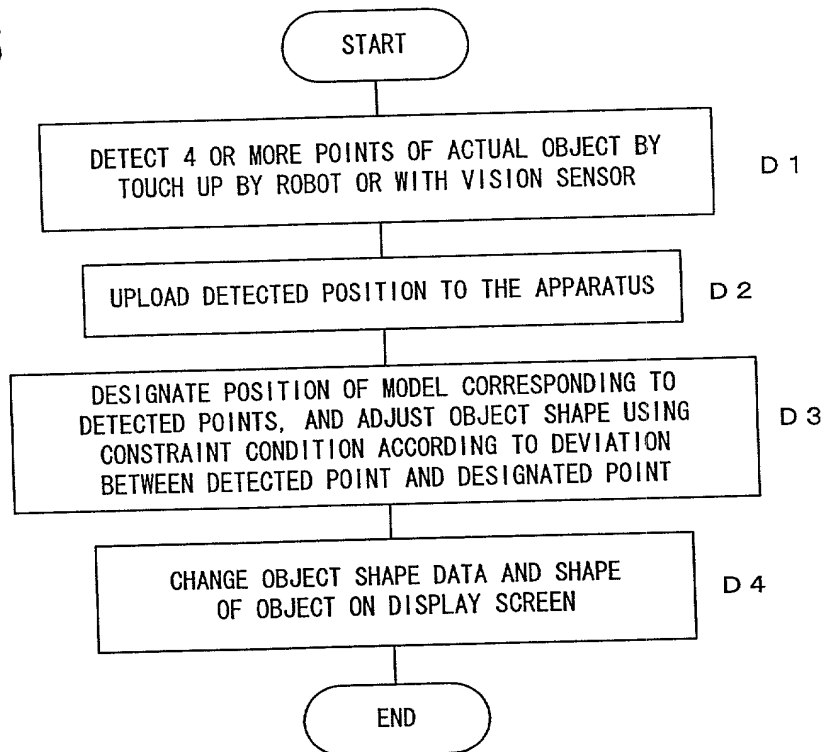 START
DETECT 4 OR MORE POINTS OF ACTUAL OBJECT BY
TOUCH UP BY ROBOT OR WITH VISION SENSOR
D 1
UPLOAD DETECTED POSITION TO THE APPARATUS
D 2
DESIGNATE POSITION OF MODEL CORRESPONDING TO
DETECTED POINTS, AND ADJUST OBJECT SHAPE USING
CONSTRAINT CONDITION ACCORDING TO DEVIATION
BETWEEN DETECTED POINT AND DESIGNATED POINT
D 3
CHANGE OBJECT SHAPE DATA AND SHAPE
OF OBJECT ON DISPLAY SCREEN
D 4
END